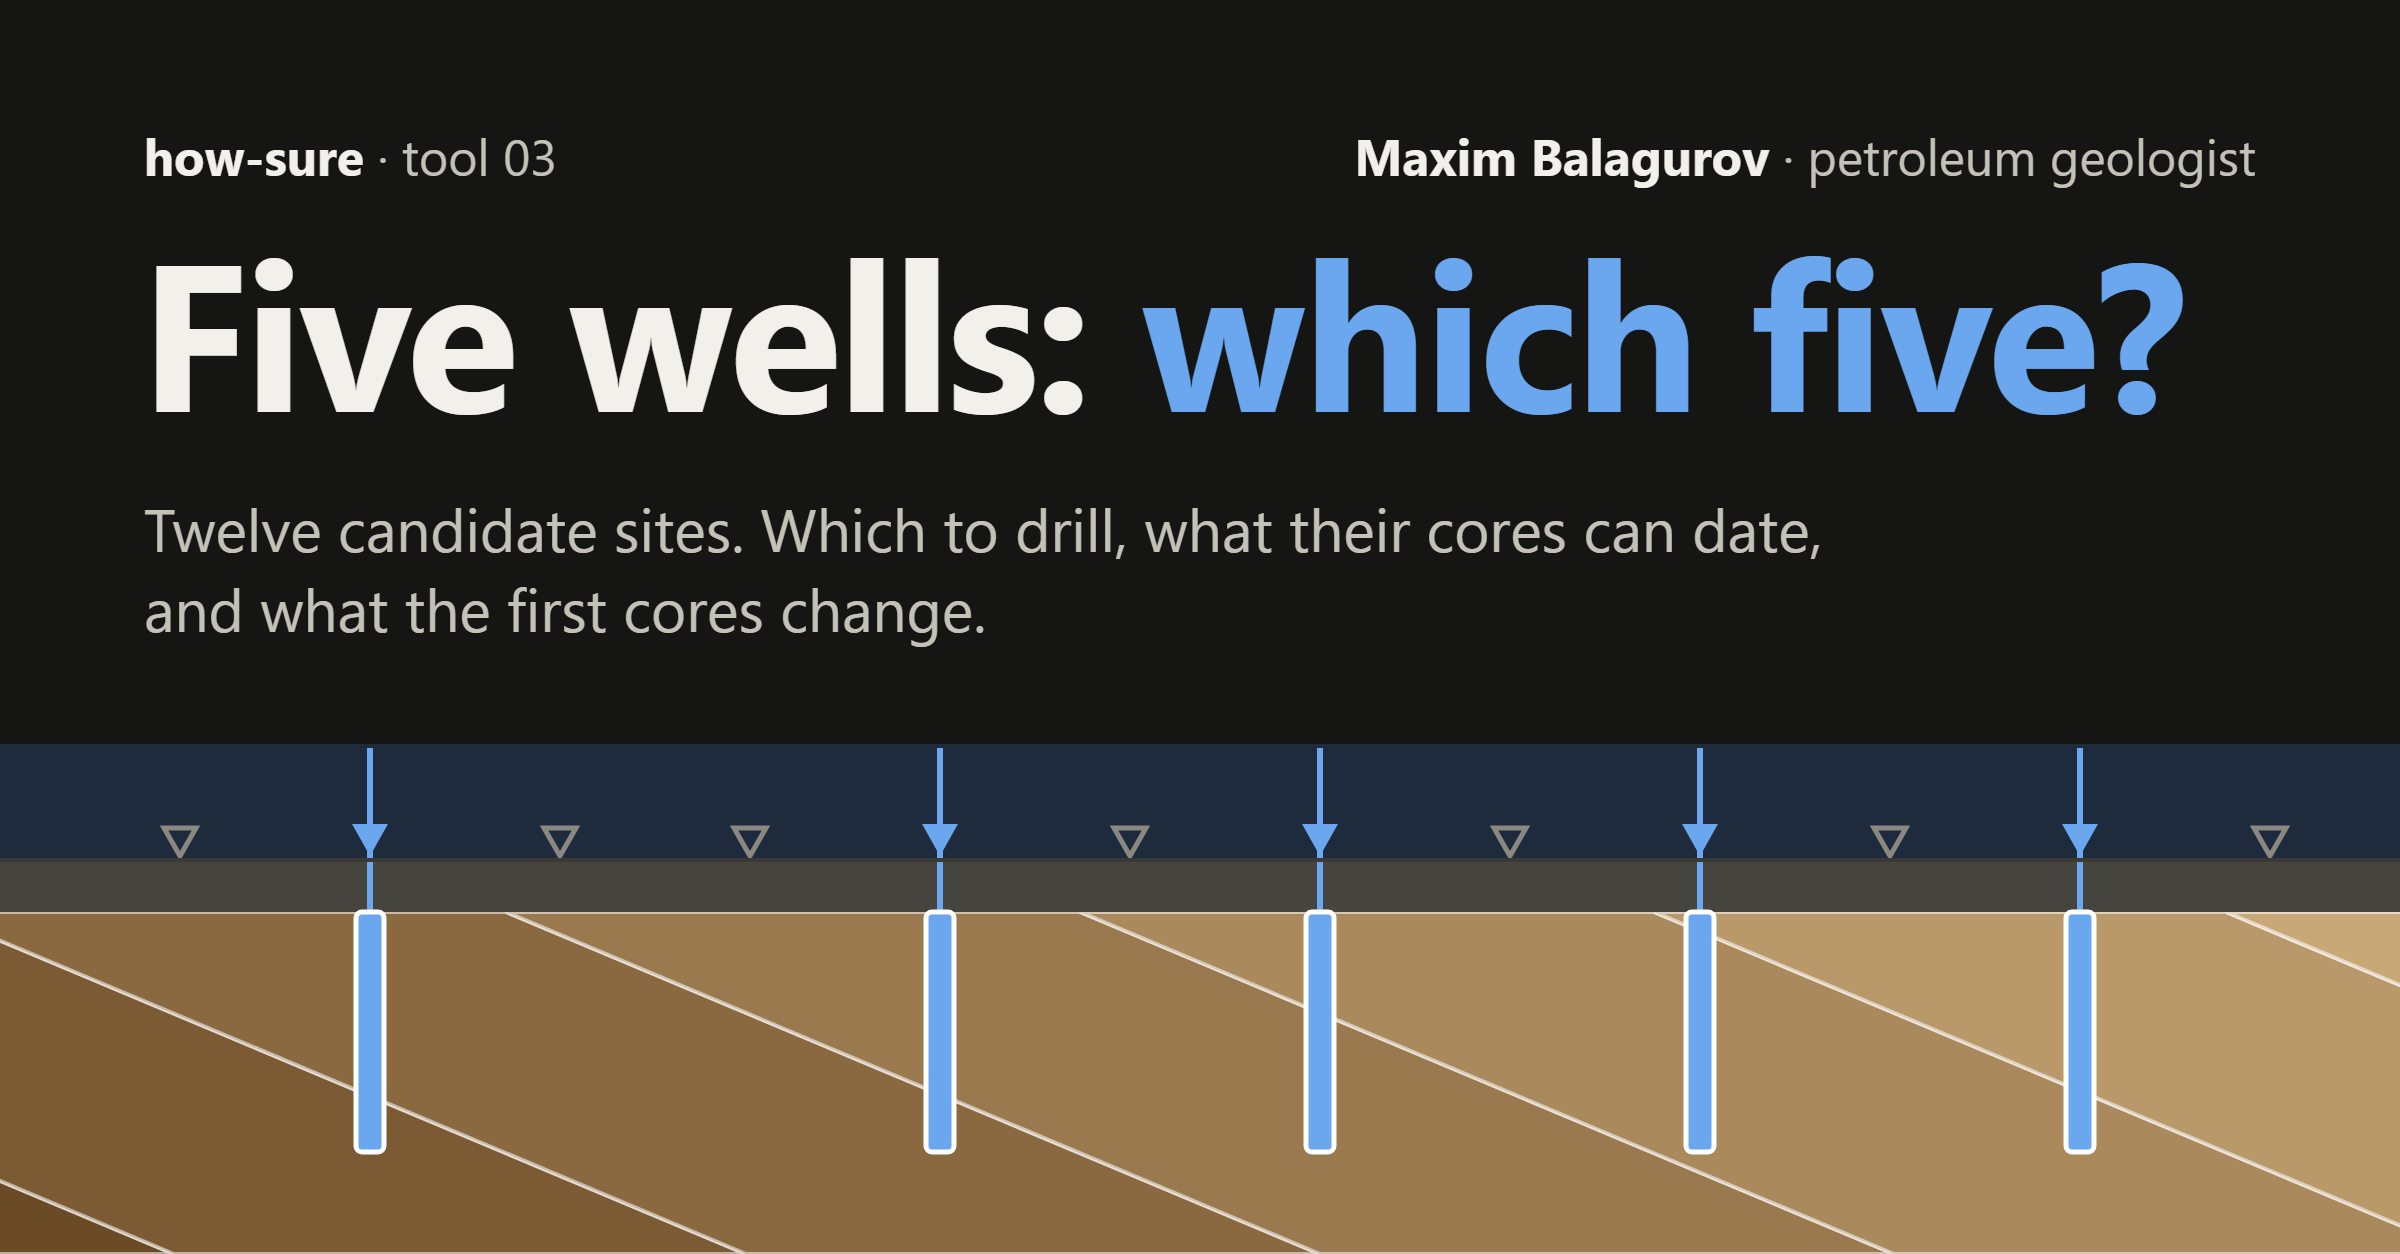 how-sure · tool 03
Maxim Balagurov · petroleum geologist
Five wells: which five?
Twelve candidate sites. Which to drill, what their cores can date,
and what the first cores change.